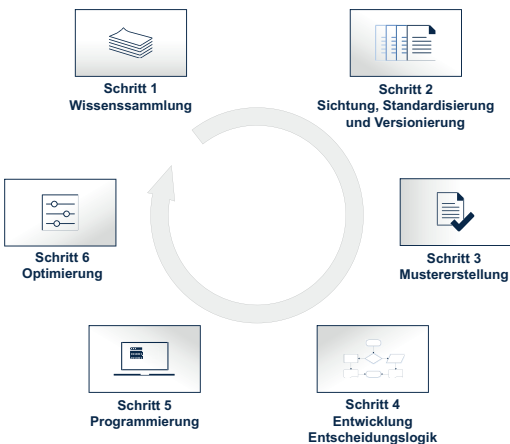 Schritt 1
Wissenssammlung
Schritt 2
Sichtung, Standardisierung
und Versionierung
Schritt 3
Mustererstellung
Schritt 4
Entwicklung
Entscheidungslogik
Schritt 5
Programmierung
Schritt 6
Optimierung